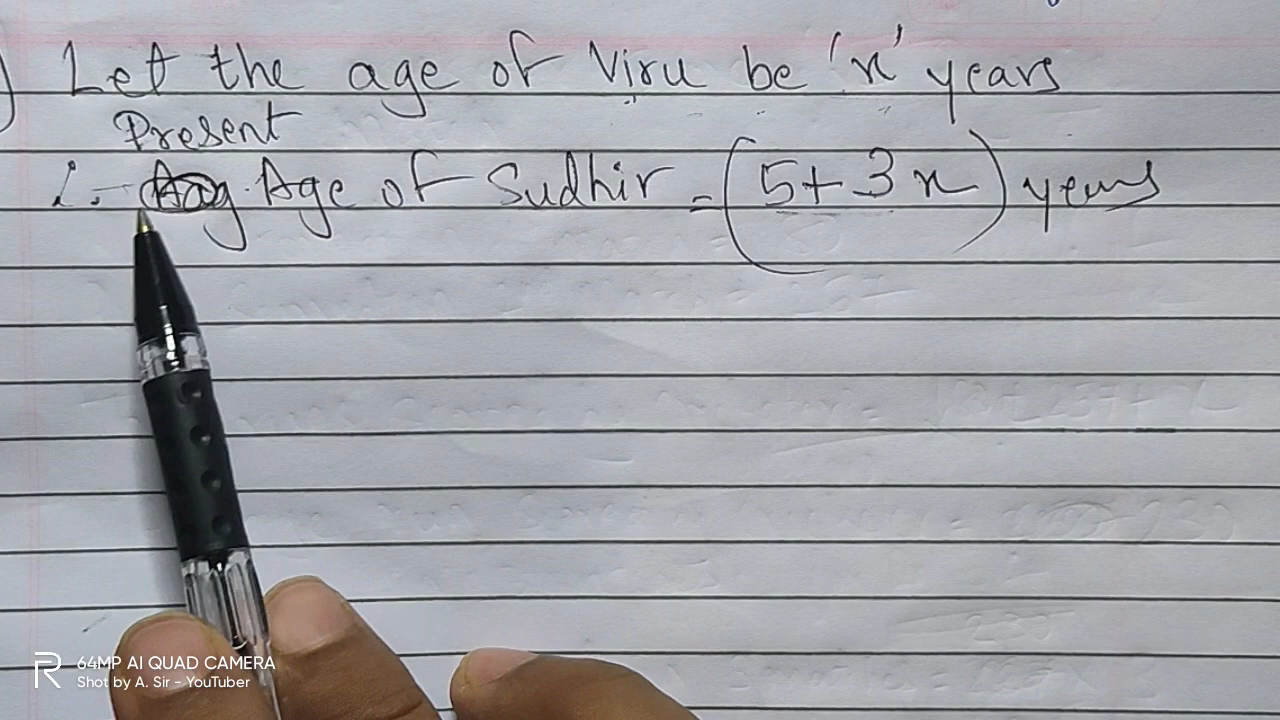 ) Let the age of Viru be 'x' years
Present
∴ Age of Sudhir = (5+3x) years
64MP AI QUAD CAMERA
Shot by A. Sir - YouTuber